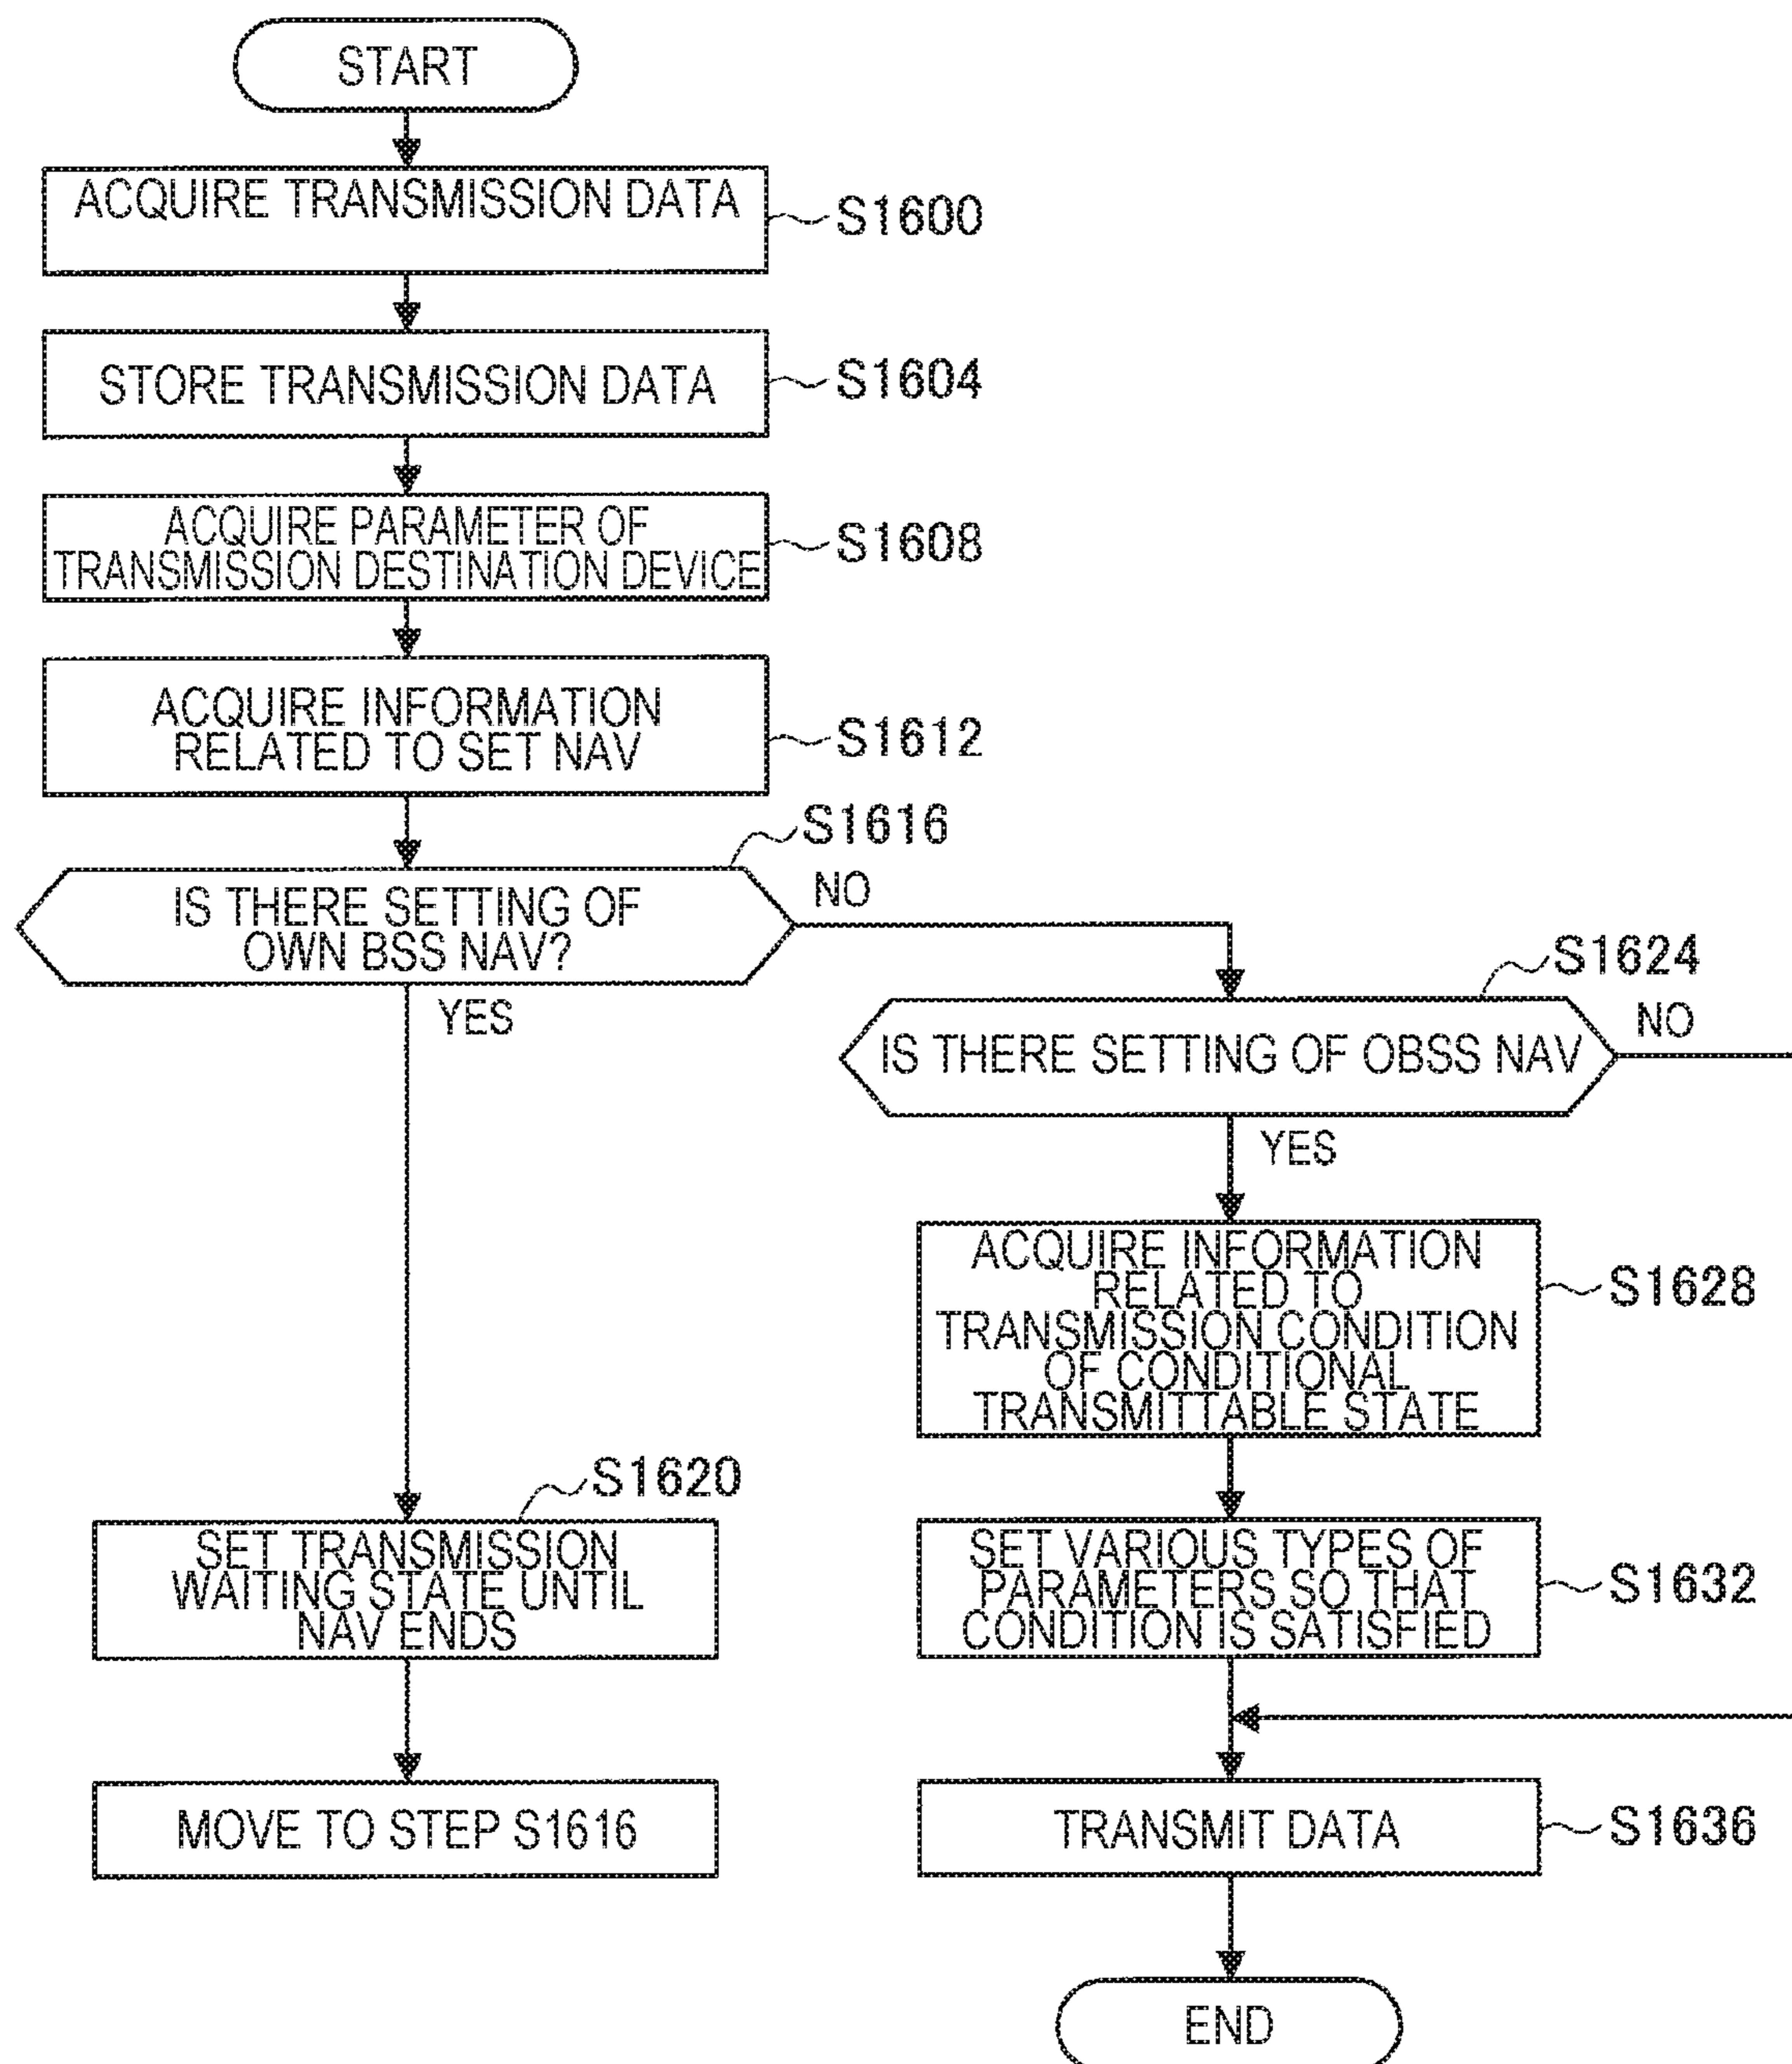 START
ACQUIRE TRANSMISSION DATA
S1600
STORE TRANSMISSION DATA
S1604
ACQUIRE PARAMETER OF
TRANSMISSION DESTINATION DEVICE
S1608
ACQUIRE INFORMATION
RELATED TO SET NAV
S1612
S1616
IS THERE SETTING OF
OWN BSS NAV?
NO
YES
S1624
IS THERE SETTING OF OBSS NAV
NO
YES
ACQUIRE INFORMATION
RELATED TO
TRANSMISSION CONDITION
OF CONDITIONAL
TRANSMITTABLE STATE
S1628
S1620
SET TRANSMISSION
WAITING STATE UNTIL
NAV ENDS
SET VARIOUS TYPES OF
PARAMETERS SO THAT
CONDITION IS SATISFIED
S1632
MOVE TO STEP S1616
TRANSMIT DATA
S1636
END